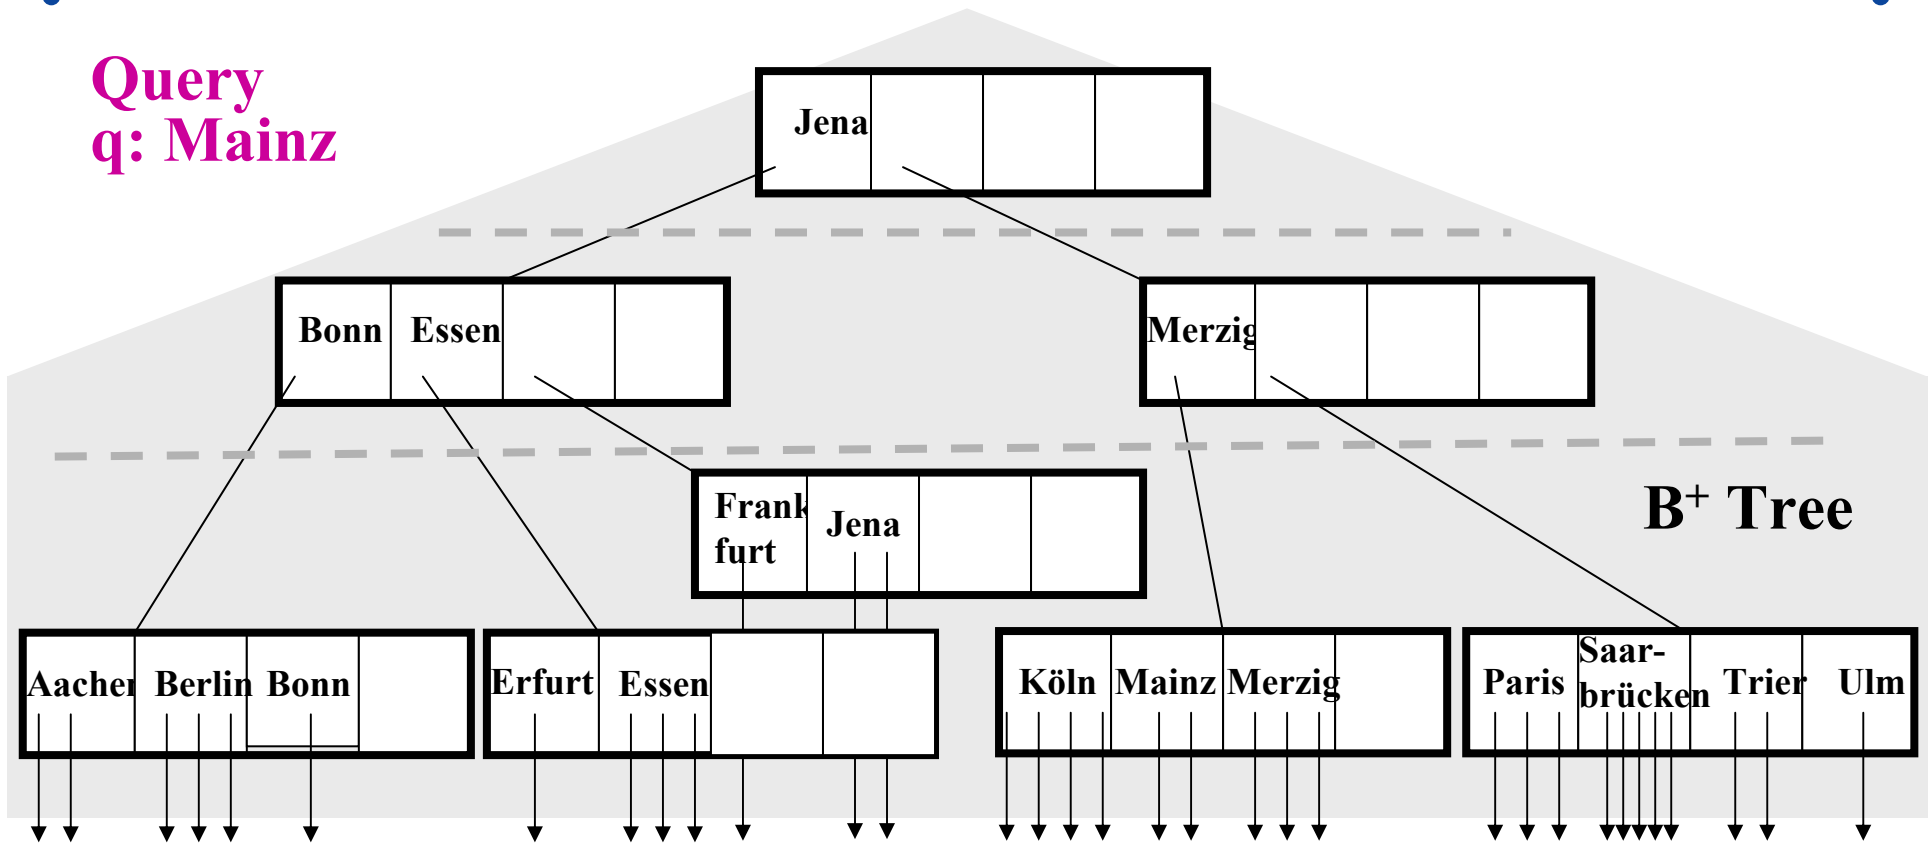 Query
q: Mainz
Jena
Bonn Essen
Merzig
B+ Tree
Frank
furt
Jena
Aachen Berlin Bonn
Erfurt Essen
Köln Mainz Merzig
Paris
Saar-
brücken
Trier
Ulm